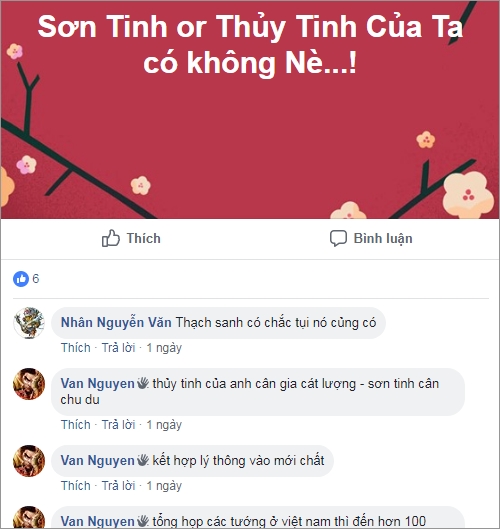 Sơn Tinh or Thủy Tinh Của Ta
có không Nè...!
Thích Bình luận
6
Nhân Nguyễn Văn Thạch sanh có chắc tụi nó củng có
Thích · Trả lời · 1 ngày
Van Nguyen thủy tinh của anh cân gia cát lượng - sơn tinh cân
chu du
Thích · Trả lời · 1 ngày
Van Nguyen kết hợp lý thông vào mới chất
Thích · Trả lời · 1 ngày
Van Nguyen tổng họp các tướng ở việt nam thì đến hơn 100